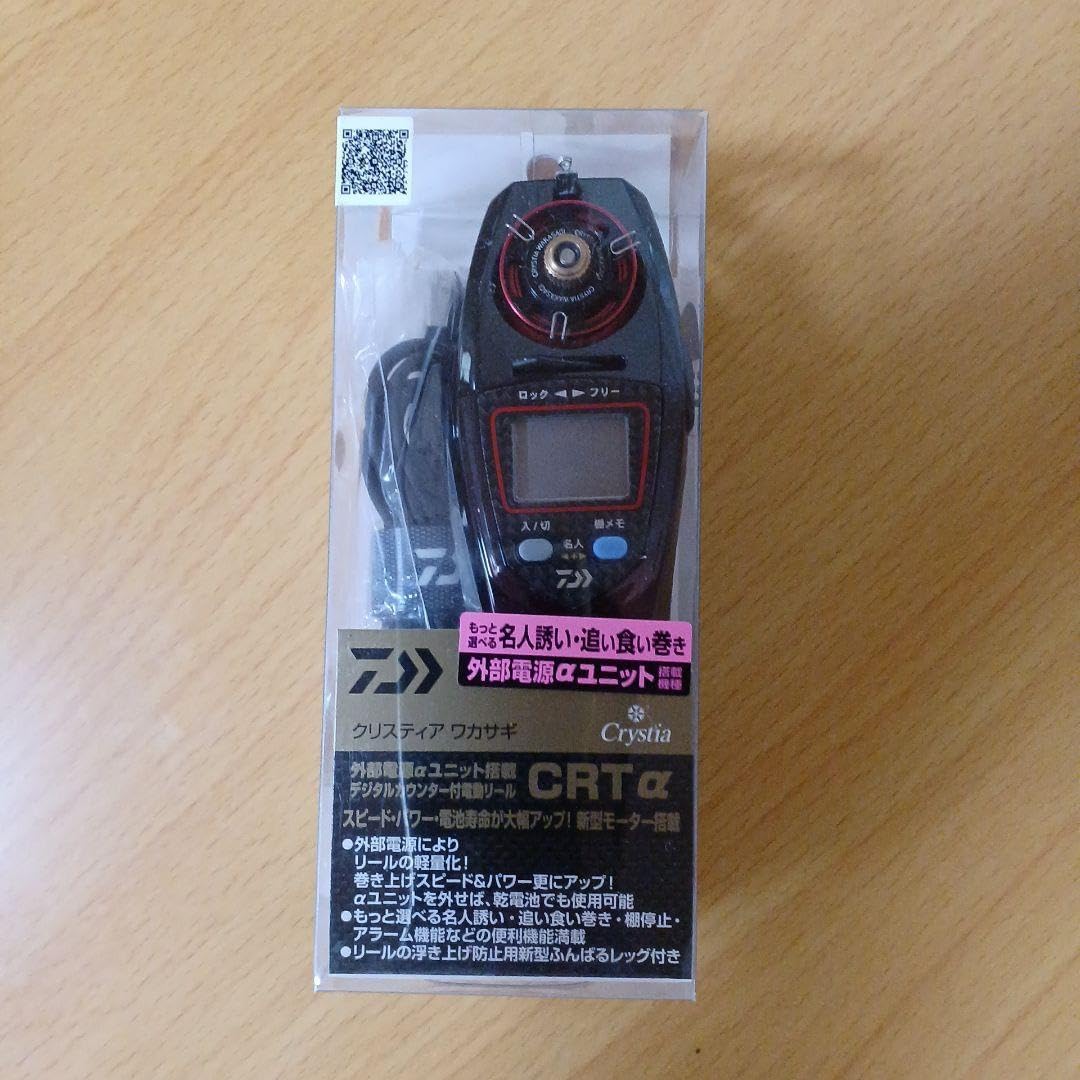 CRYSTIA WAKASAGI
CRYSTIA WAKASAGI
ロック ◀ ▶ フリー
入/切
棚メモ
名人
もっと選べる 名人誘い・追い食い巻き
外部電源αユニット 搭載機種
クリスティア ワカサギ
Crystia
外部電源αユニット搭載
デジタルカウンター付電動リール
CRTα
スピード・パワー・電池寿命が大幅アップ! 新型モーター搭載
●外部電源により
リールの軽量化!
巻き上げスピード&パワー更にアップ!
αユニットを外せば、乾電池でも使用可能
●もっと選べる名人誘い・追い食い巻き・棚停止・
アラーム機能などの便利機能満載
●リールの浮き上げ防止用新型ふんばるレッグ付き